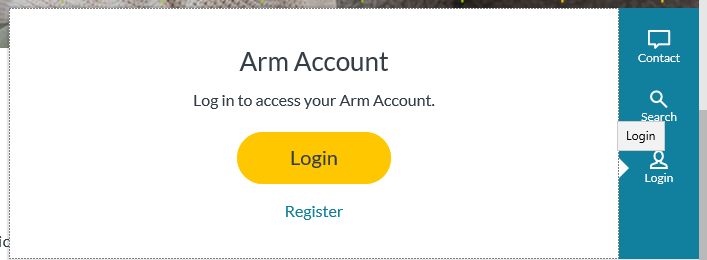 Arm Account
Log in to access your Arm Account.
Login
Register
Contact
Search
Login
Login